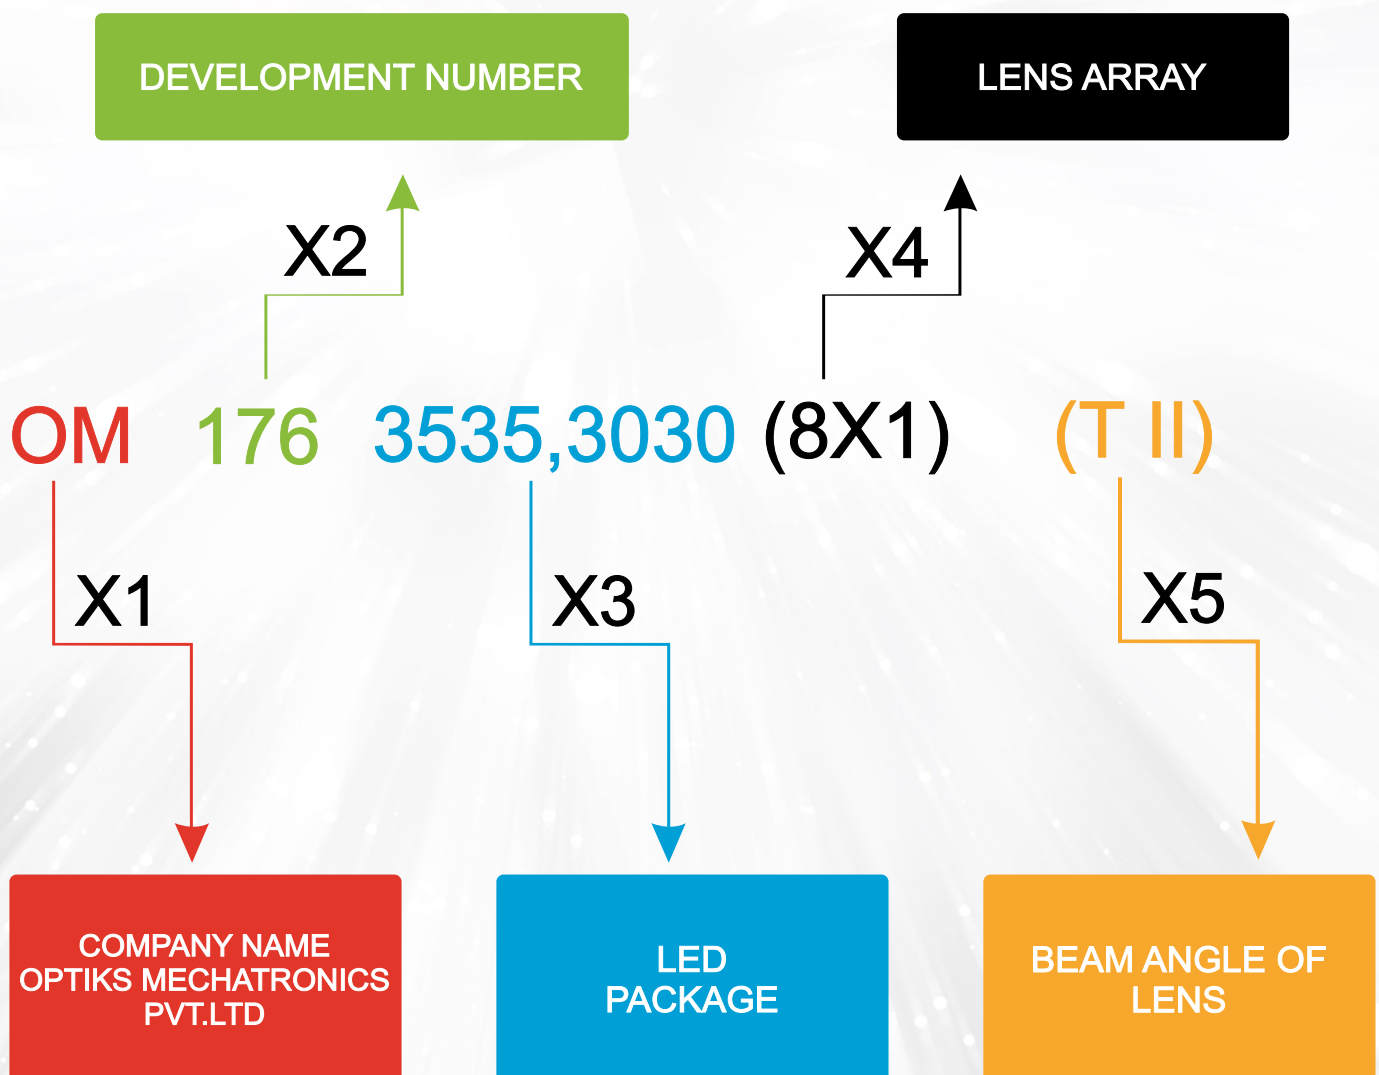 DEVELOPMENT NUMBER
LENS ARRAY
X2
X4
OM 176 3535,3030 (8X1) (T II)
X1
X3
X5
COMPANY NAME
OPTIKS MECHATRONICS
PVT.LTD
LED
PACKAGE
BEAM ANGLE OF
LENS